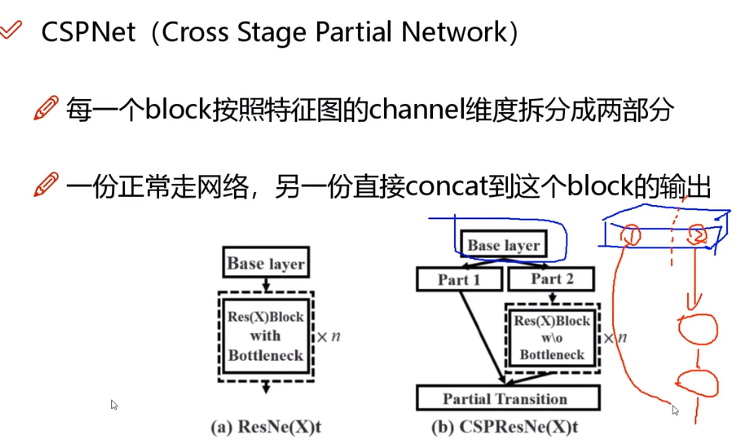 CSPNet（Cross Stage Partial Network）
每一个block按照特征图的channel维度拆分成两部分
一份正常走网络，另一份直接concat到这个block的输出
① ②
Base layer
Res(X)Block
with
Bottleneck
× n
(a) ResNe(X)t
Base layer
Part 1 Part 2
Res(X)Block
w\o
Bottleneck
× n
Partial Transition
(b) CSPResNe(X)t